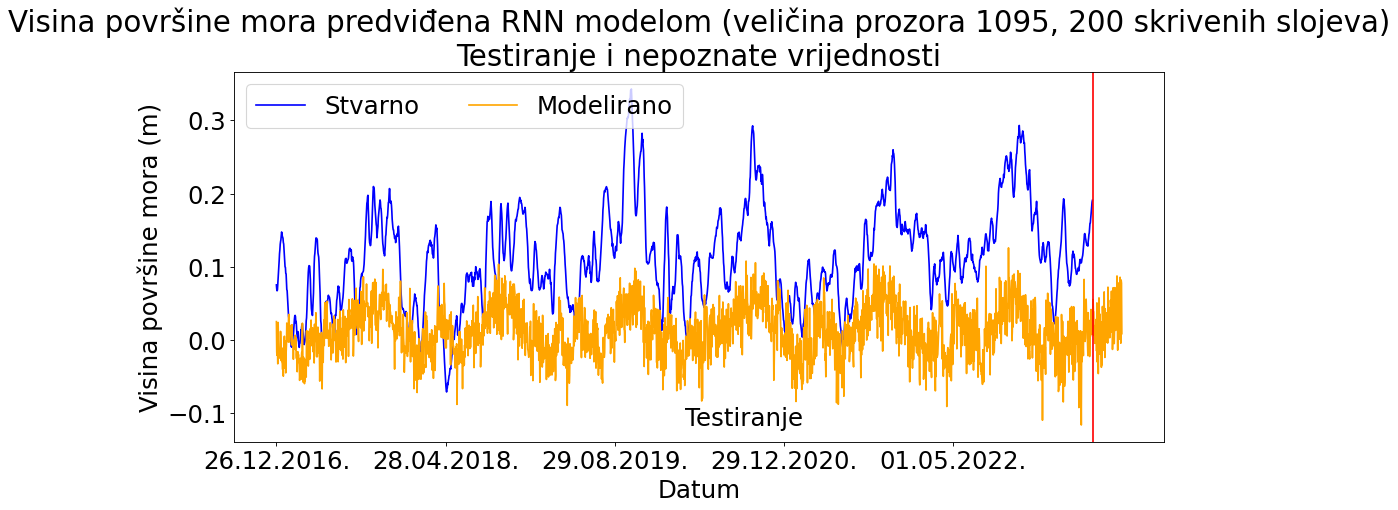 Visina površine mora predviđena RNN modelom (veličina prozora 1095, 200 skrivenih slojeva)
Testiranje i nepoznate vrijednosti
Stvarno
Modelirano
Visina površine mora (m)
0.3
0.2
0.1
0.0
−0.1
Testiranje
26.12.2016.
28.04.2018.
29.08.2019.
29.12.2020.
01.05.2022.
Datum